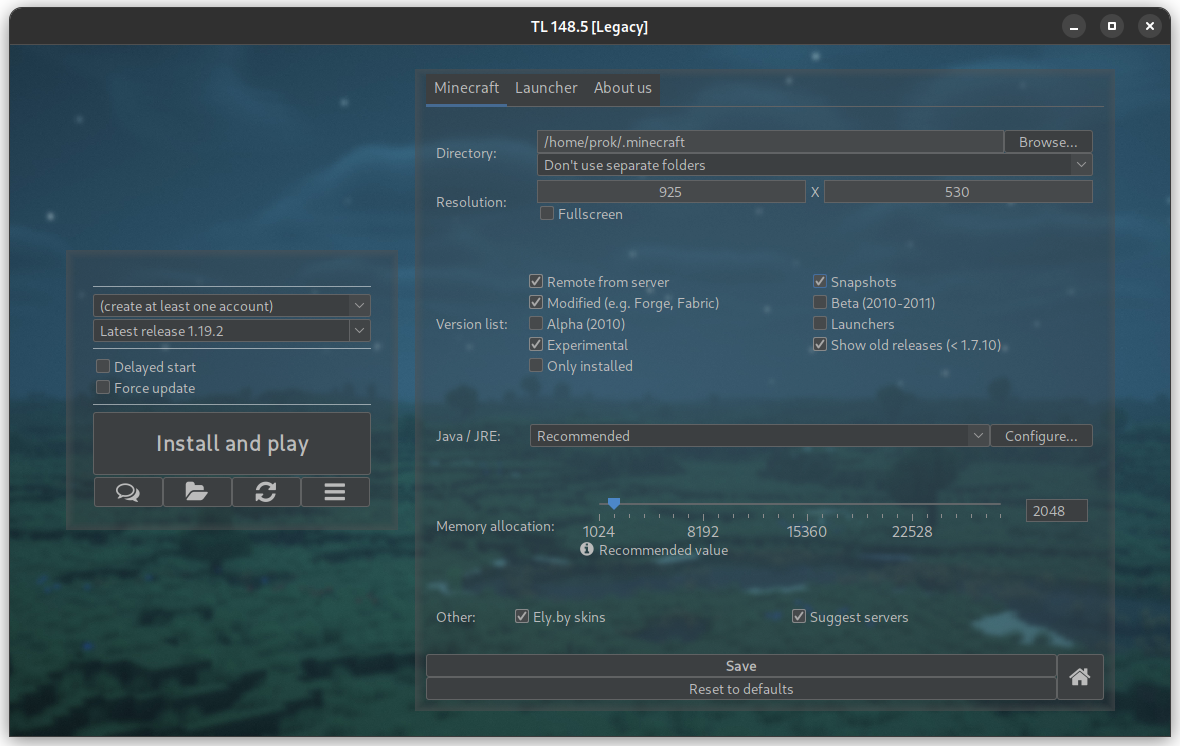 TL 148.5 [Legacy]
Minecraft Launcher About us
Directory: /home/prok/.minecraft Browse...
Don't use separate folders
Resolution: 925 X 530
Fullscreen
(create at least one account)
Latest release 1.19.2
Delayed start
Force update
Install and play
Version list:
Remote from server Snapshots
Modified (e.g. Forge, Fabric) Beta (2010-2011)
Alpha (2010) Launchers
Experimental Show old releases (< 1.7.10)
Only installed
Java / JRE: Recommended Configure...
Memory allocation: 2048
1024 8192 15360 22528
Recommended value
Other: Ely.by skins Suggest servers
Save
Reset to defaults